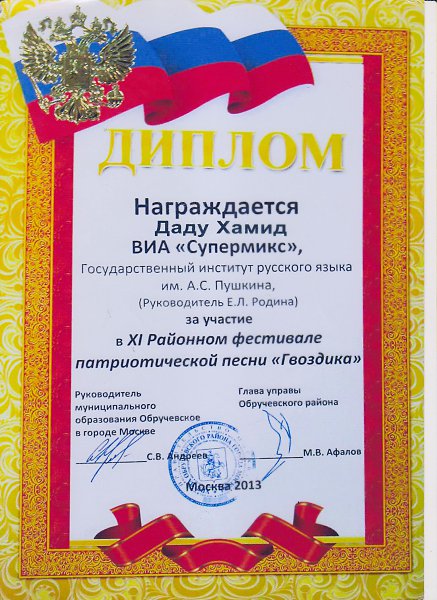 ДИПЛОМ
Награждается
Даду Хамид
ВИА «Супермикс»,
Государственный институт русского языка
им. А.С. Пушкина,
(Руководитель Е.Л. Родина)
за участие
в XI Районном фестивале
патриотической песни «Гвоздика»
Руководитель
муниципального
образования Обручевское
в городе Москве
С.В. Андреев
Глава управы
Обручевского района
М.В. Афалов
Москва 2013